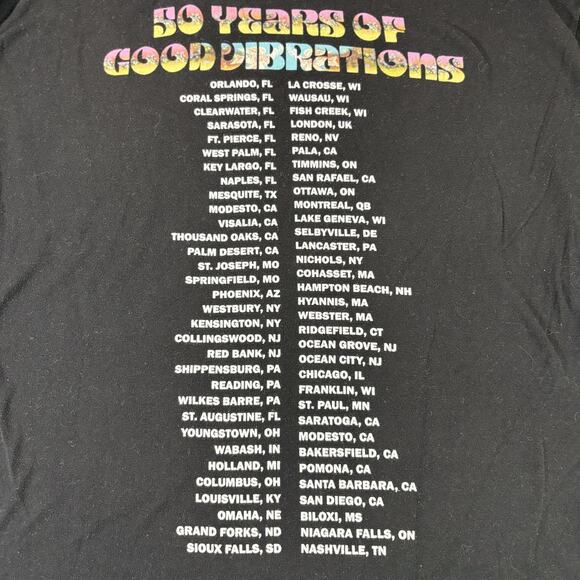 50 YEARS OF
GOOD VIBRATIONS
ORLANDO, FL
CORAL SPRINGS, FL
CLEARWATER, FL
SARASOTA, FL
FT. PIERCE, FL
WEST PALM, FL
KEY LARGO, FL
NAPLES, FL
MESQUITE, TX
MODESTO, CA
VISALIA, CA
THOUSAND OAKS, CA
PALM DESERT, CA
ST. JOSEPH, MO
SPRINGFIELD, MO
PHOENIX, AZ
WESTBURY, NY
KENSINGTON, NY
COLLINGSWOOD, NJ
RED BANK, NJ
SHIPPENSBURG, PA
READING, PA
WILKES BARRE, PA
ST. AUGUSTINE, FL
YOUNGSTOWN, OH
WABASH, IN
HOLLAND, MI
COLUMBUS, OH
LOUISVILLE, KY
OMAHA, NE
GRAND FORKS, ND
SIOUX FALLS, SD
LA CROSSE, WI
WAUSAU, WI
FISH CREEK, WI
LONDON, UK
RENO, NV
PALA, CA
TIMMINS, ON
SAN RAFAEL, CA
OTTAWA, ON
MONTREAL, QB
LAKE GENEVA, WI
SELBYVILLE, DE
LANCASTER, PA
NICHOLS, NY
COHASSET, MA
HAMPTON BEACH, NH
HYANNIS, MA
WEBSTER, MA
RIDGEFIELD, CT
OCEAN GROVE, NJ
OCEAN CITY, NJ
CHICAGO, IL
FRANKLIN, WI
ST. PAUL, MN
SARATOGA, CA
MODESTO, CA
BAKERSFIELD, CA
POMONA, CA
SANTA BARBARA, CA
SAN DIEGO, CA
BILOXI, MS
NIAGARA FALLS, ON
NASHVILLE, TN